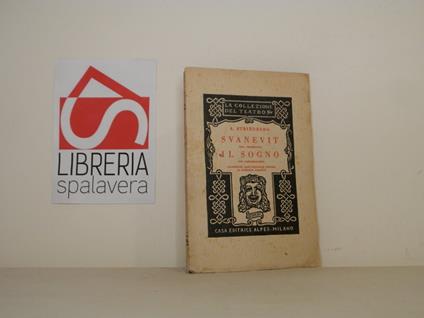 LIBRERIA
spalavera
LA COLLEZIONE
DEL TEATRO
A. STRINDBERG
SVANEVIT
IL SOGNO
CASA EDITRICE ALPES-MILANO